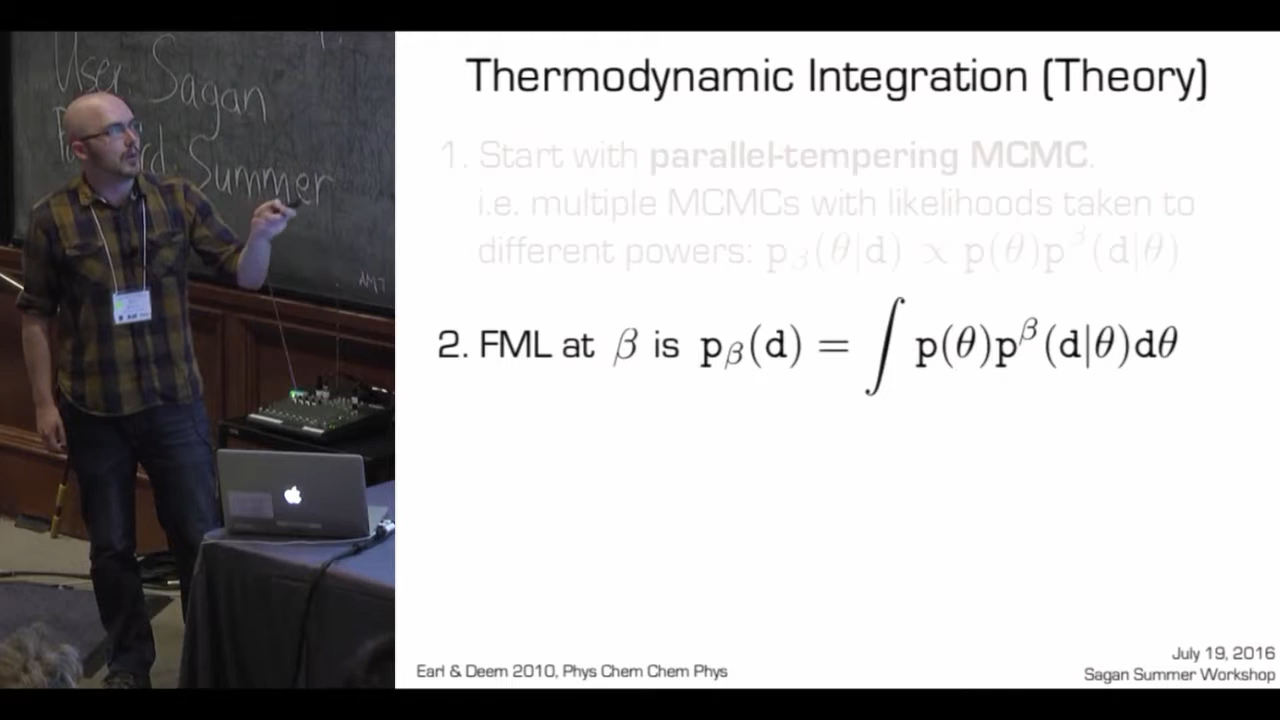 User, Sagan
Summer
AM7
Thermodynamic Integration (Theory)
1. Start with parallel-tempering MCMC.
i.e. multiple MCMCs with likelihoods taken to
different powers: p_β(θ|d) ∝ p(θ)p^β(d|θ)
2. FML at β is p_β(d) = ∫ p(θ)p^β(d|θ)dθ
Earl & Deem 2010, Phys Chem Chem Phys
July 19, 2016
Sagan Summer Workshop